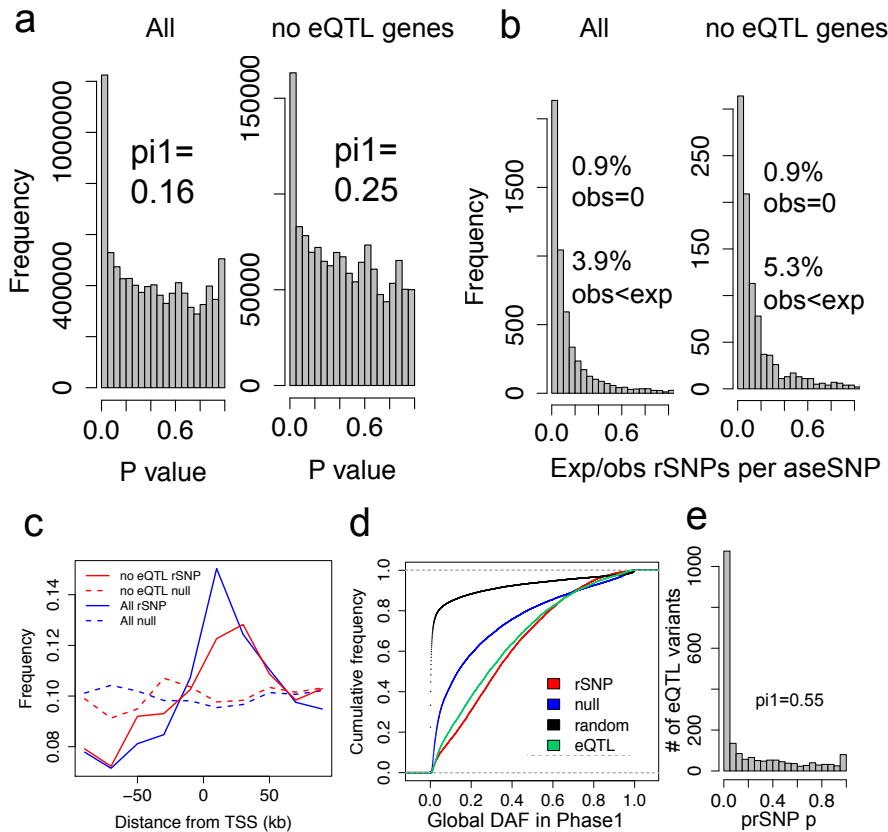 a
All
no eQTL genes
Frequency
0
400000
1000000
pi1=
0.16
0.0
0.6
P value
0
50000
150000
pi1=
0.25
0.0
0.6
P value
b
All
no eQTL genes
Frequency
0
500
1500
0.9%
obs=0
3.9%
obs<exp
0.0
0.6
0
50
150
250
0.9%
obs=0
5.3%
obs<exp
0.0
0.6
Exp/obs rSNPs per aseSNP
c
no eQTL rSNP
no eQTL null
All rSNP
All null
Frequency
0.08
0.10
0.12
0.14
−50
0
50
Distance from TSS (kb)
d
Cumulative frequency
0.0
0.2
0.4
0.6
0.8
1.0
rSNP
null
random
eQTL
0.0
0.2
0.4
0.6
0.8
1.0
Global DAF in Phase1
e
# of eQTL variants
0
200
600
1000
pi1=0.55
0.0
0.4
0.8
prSNP p